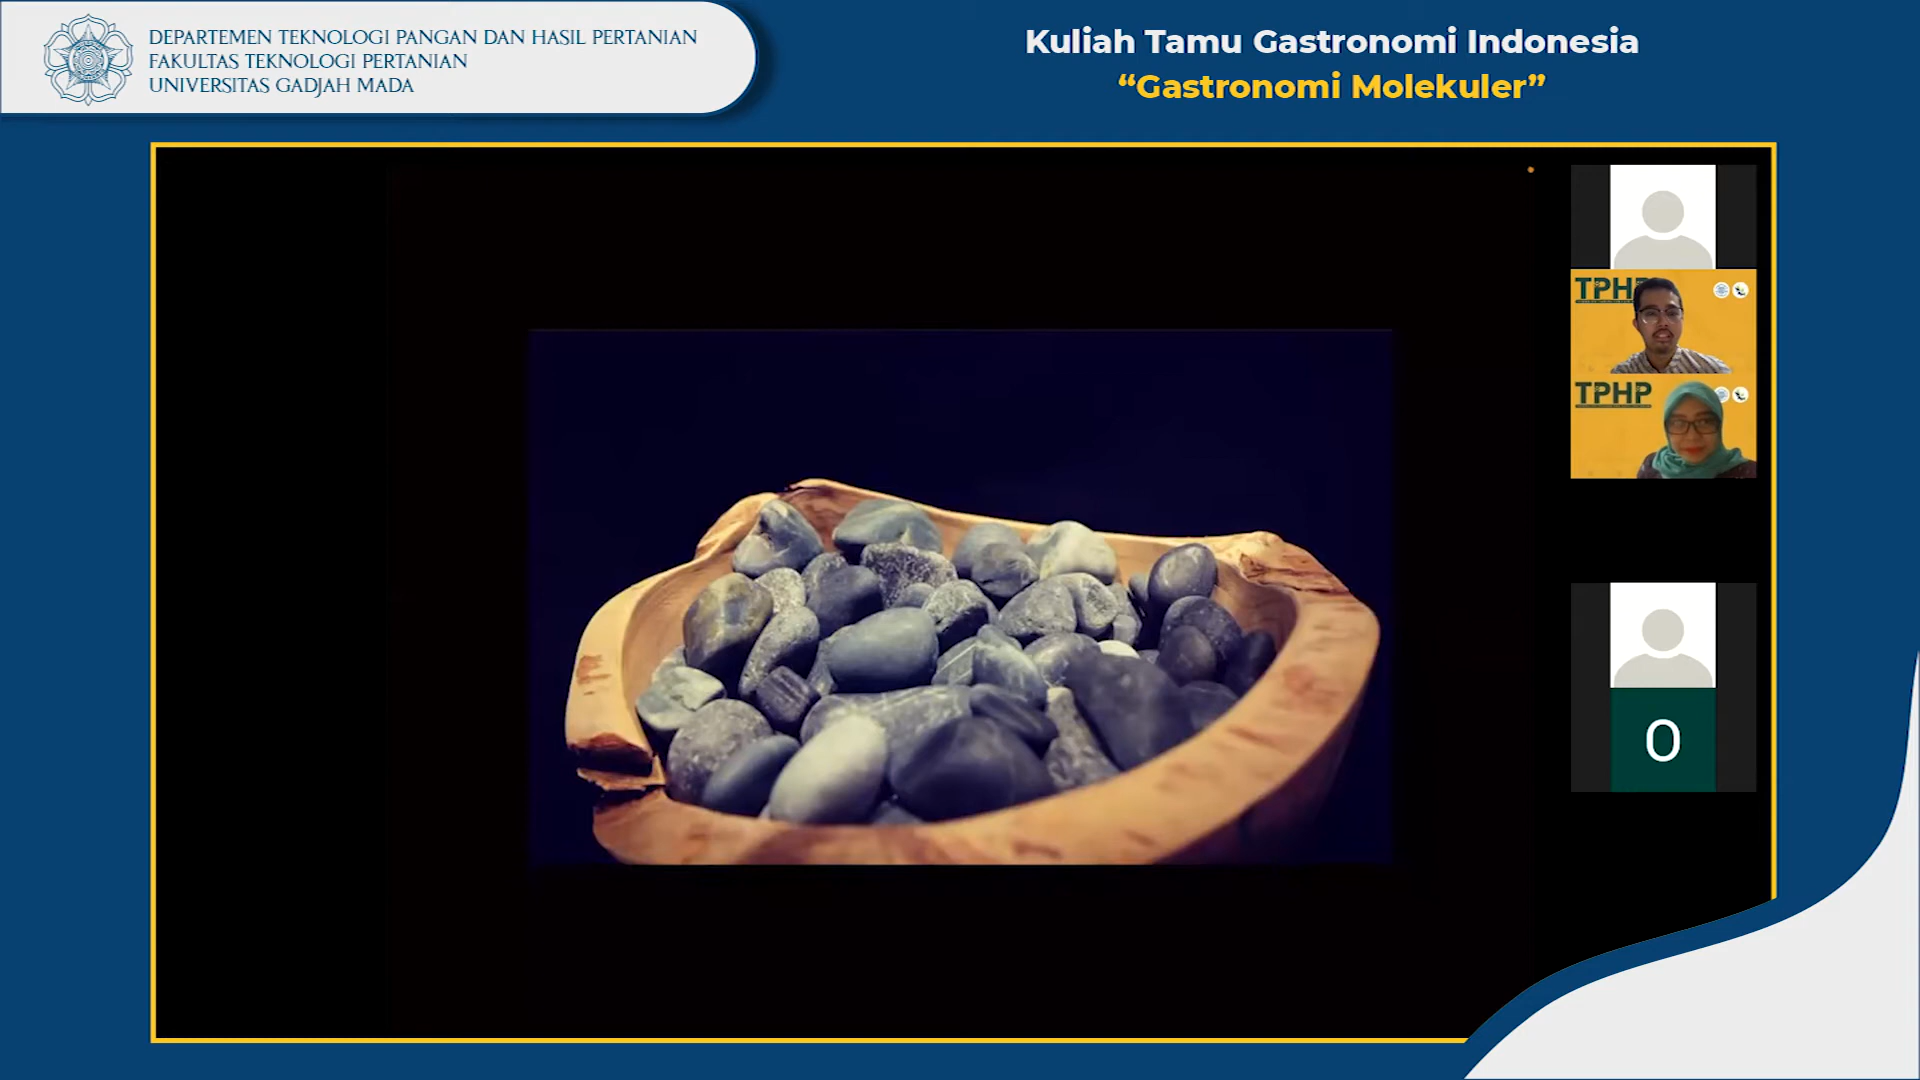 DEPARTEMEN TEKNOLOGI PANGAN DAN HASIL PERTANIAN
FAKULTAS TEKNOLOGI PERTANIAN
UNIVERSITAS GADJAH MADA
Kuliah Tamu Gastronomi Indonesia
“Gastronomi Molekuler”
TPHP
TPHP
O